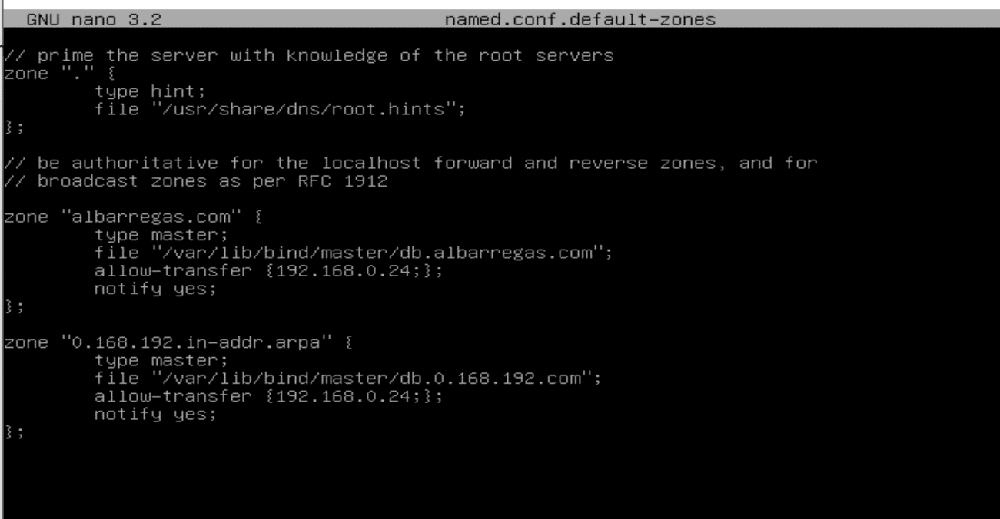 GNU nano 3.2 named.conf.default-zones
// prime the server with knowledge of the root servers
zone "." {
type hint;
file "/usr/share/dns/root.hints";
};
// be authoritative for the localhost forward and reverse zones, and for
// broadcast zones as per RFC 1912
zone "albarregas.com" {
type master;
file "/var/lib/bind/master/db.albarregas.com";
allow-transfer {192.168.0.24;};
notify yes;
};
zone "0.168.192.in-addr.arpa" {
type master;
file "/var/lib/bind/master/db.0.168.192.com";
allow-transfer {192.168.0.24;};
notify yes;
};